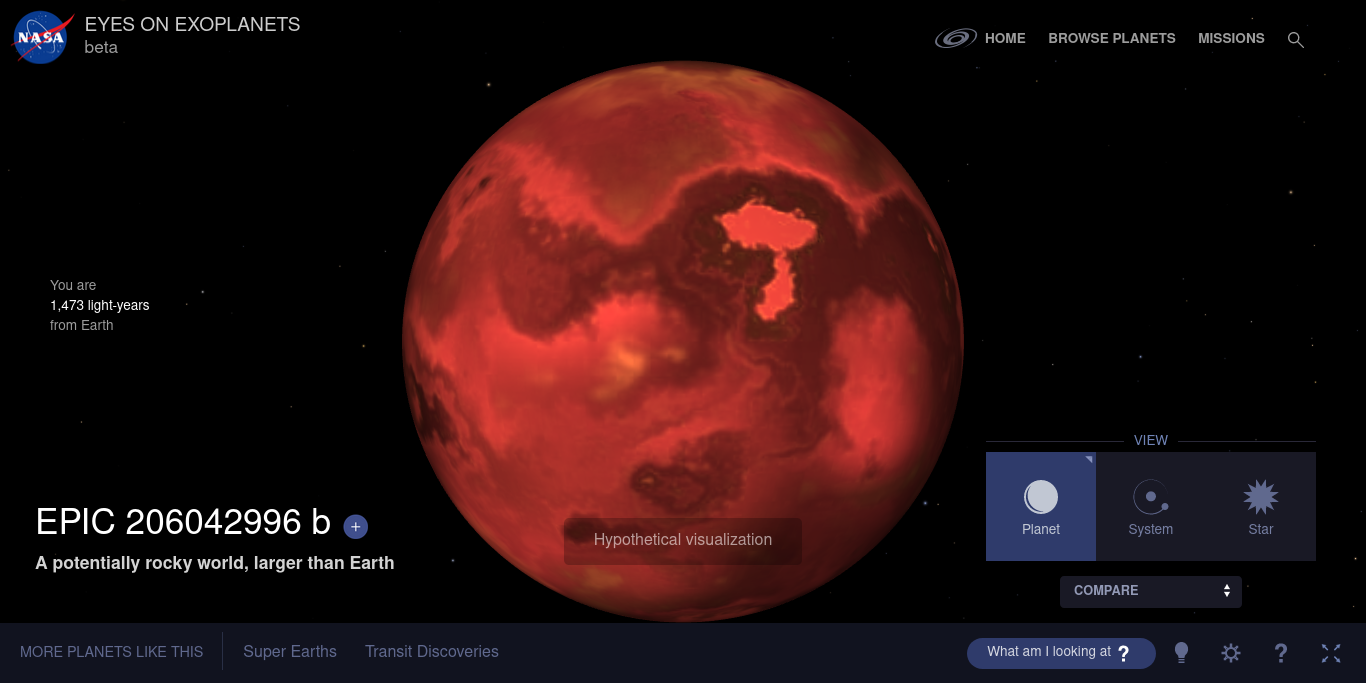 NASA
EYES ON EXOPLANETS
beta
HOME
BROWSE PLANETS
MISSIONS
You are
1,473 light-years
from Earth
EPIC 206042996 b +
A potentially rocky world, larger than Earth
Hypothetical visualization
VIEW
Planet
System
Star
COMPARE
MORE PLANETS LIKE THIS
Super Earths
Transit Discoveries
What am I looking at ?
?